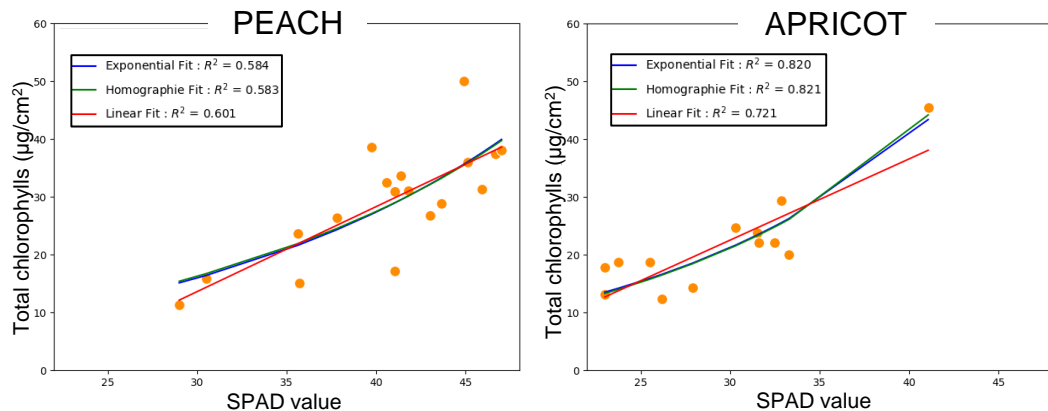 PEACH
60
50
40
30
20
10
0
Total chlorophylls (µg/cm²)
Exponential Fit : R² = 0.584
Homographie Fit : R² = 0.583
Linear Fit : R² = 0.601
25 30 35 40 45
SPAD value
APRICOT
60
50
40
30
20
10
0
Total chlorophylls (µg/cm²)
Exponential Fit : R² = 0.820
Homographie Fit : R² = 0.821
Linear Fit : R² = 0.721
25 30 35 40 45
SPAD value